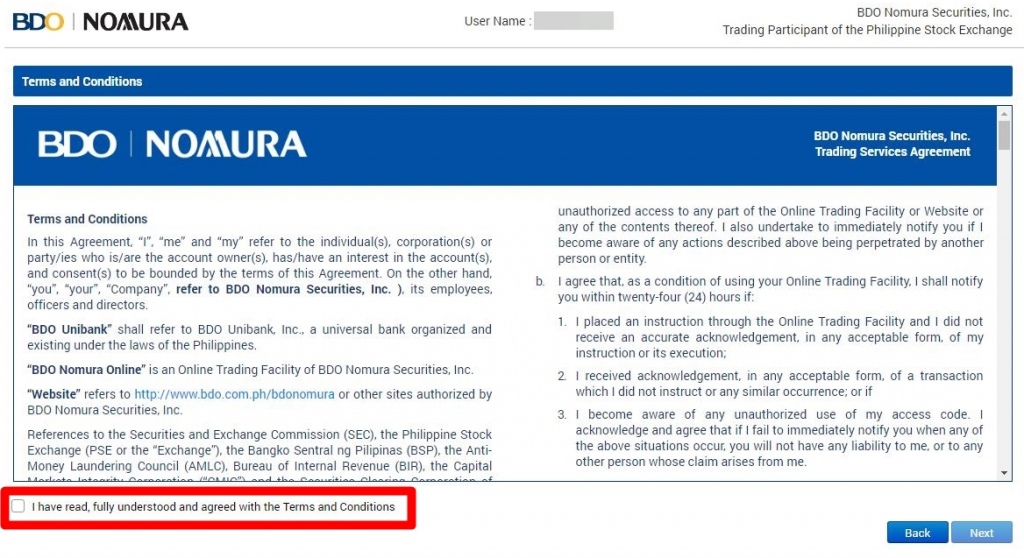 BDO | NOMURA
User Name :
BDO Nomura Securities, Inc.
Trading Participant of the Philippine Stock Exchange
Terms and Conditions
BDO | NOMURA
BDO Nomura Securities, Inc.
Trading Services Agreement
Terms and Conditions
In this Agreement, “I”, “me” and “my” refer to the individual(s), corporation(s) or
party/ies who is/are the account owner(s), has/have an interest in the account(s),
and consent(s) to be bounded by the terms of this Agreement. On the other hand,
“you”, “your”, “Company”, refer to BDO Nomura Securities, Inc. ), its employees,
officers and directors.
“BDO Unibank” shall refer to BDO Unibank, Inc., a universal bank organized and
existing under the laws of the Philippines.
“BDO Nomura Online” is an Online Trading Facility of BDO Nomura Securities, Inc.
“Website” refers to http://www.bdo.com.ph/bdonomura or other sites authorized by
BDO Nomura Securities, Inc.
References to the Securities and Exchange Commission (SEC), the Philippine Stock
Exchange (PSE or the “Exchange”), the Bangko Sentral ng Pilipinas (BSP), the Anti-
Money Laundering Council (AMLC), Bureau of Internal Revenue (BIR), the Capital
Markets Integrity Corporation (“CMIC”) and the Securities Clearing Corporation of
unauthorized access to any part of the Online Trading Facility or Website or
any of the contents thereof. I also undertake to immediately notify you if I
become aware of any actions described above being perpetrated by another
person or entity.
b. I agree that, as a condition of using your Online Trading Facility, I shall notify
you within twenty-four (24) hours if:
1. I placed an instruction through the Online Trading Facility and I did not
receive an accurate acknowledgement, in any acceptable form, of my
instruction or its execution;
2. I received acknowledgement, in any acceptable form, of a transaction
which I did not instruct or any similar occurrence; or if
3. I become aware of any unauthorized use of my access code. I
acknowledge and agree that if I fail to immediately notify you when any of
the above situations occur, you will not have any liability to me, or to any
other person whose claim arises from me.
I have read, fully understood and agreed with the Terms and Conditions
Back
Next